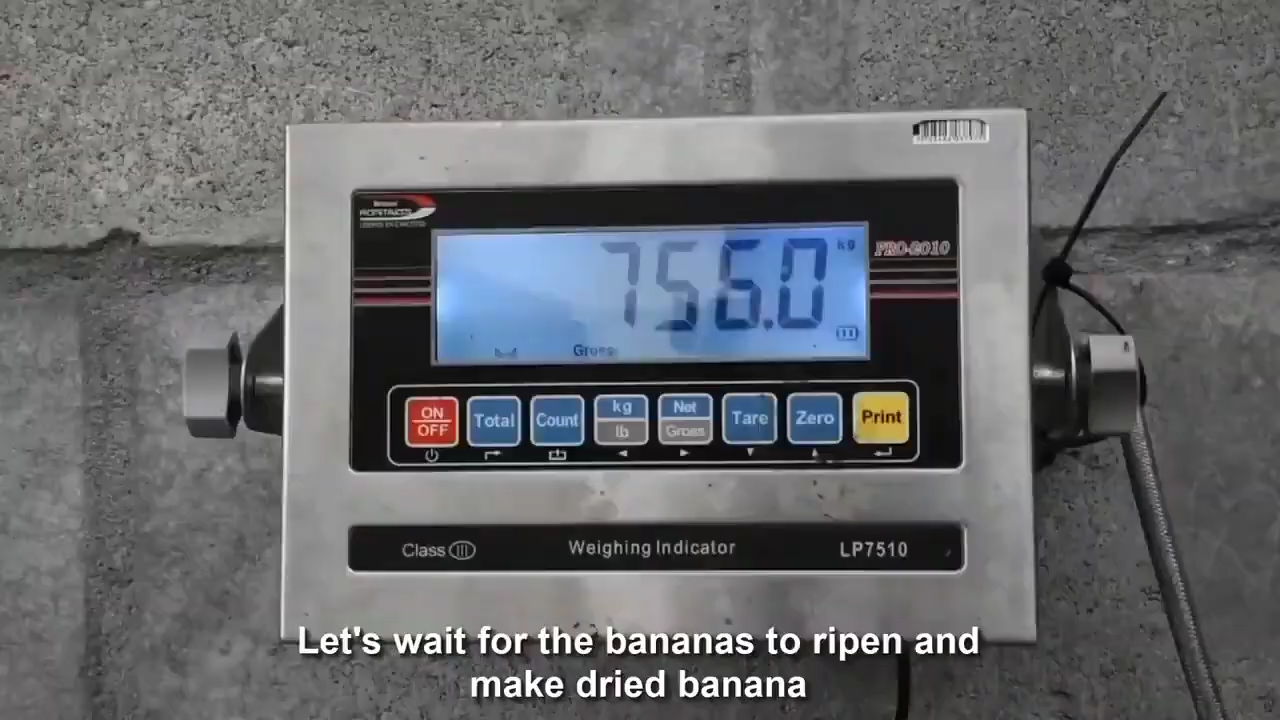 kg
PRO-2010
756.0
Gross
ON
OFF
Total
Count
kg
lb
Net
Gross
Tare
Zero
Print
Class III
Weighing Indicator
LP7510
Let's wait for the bananas to ripen and
make dried banana